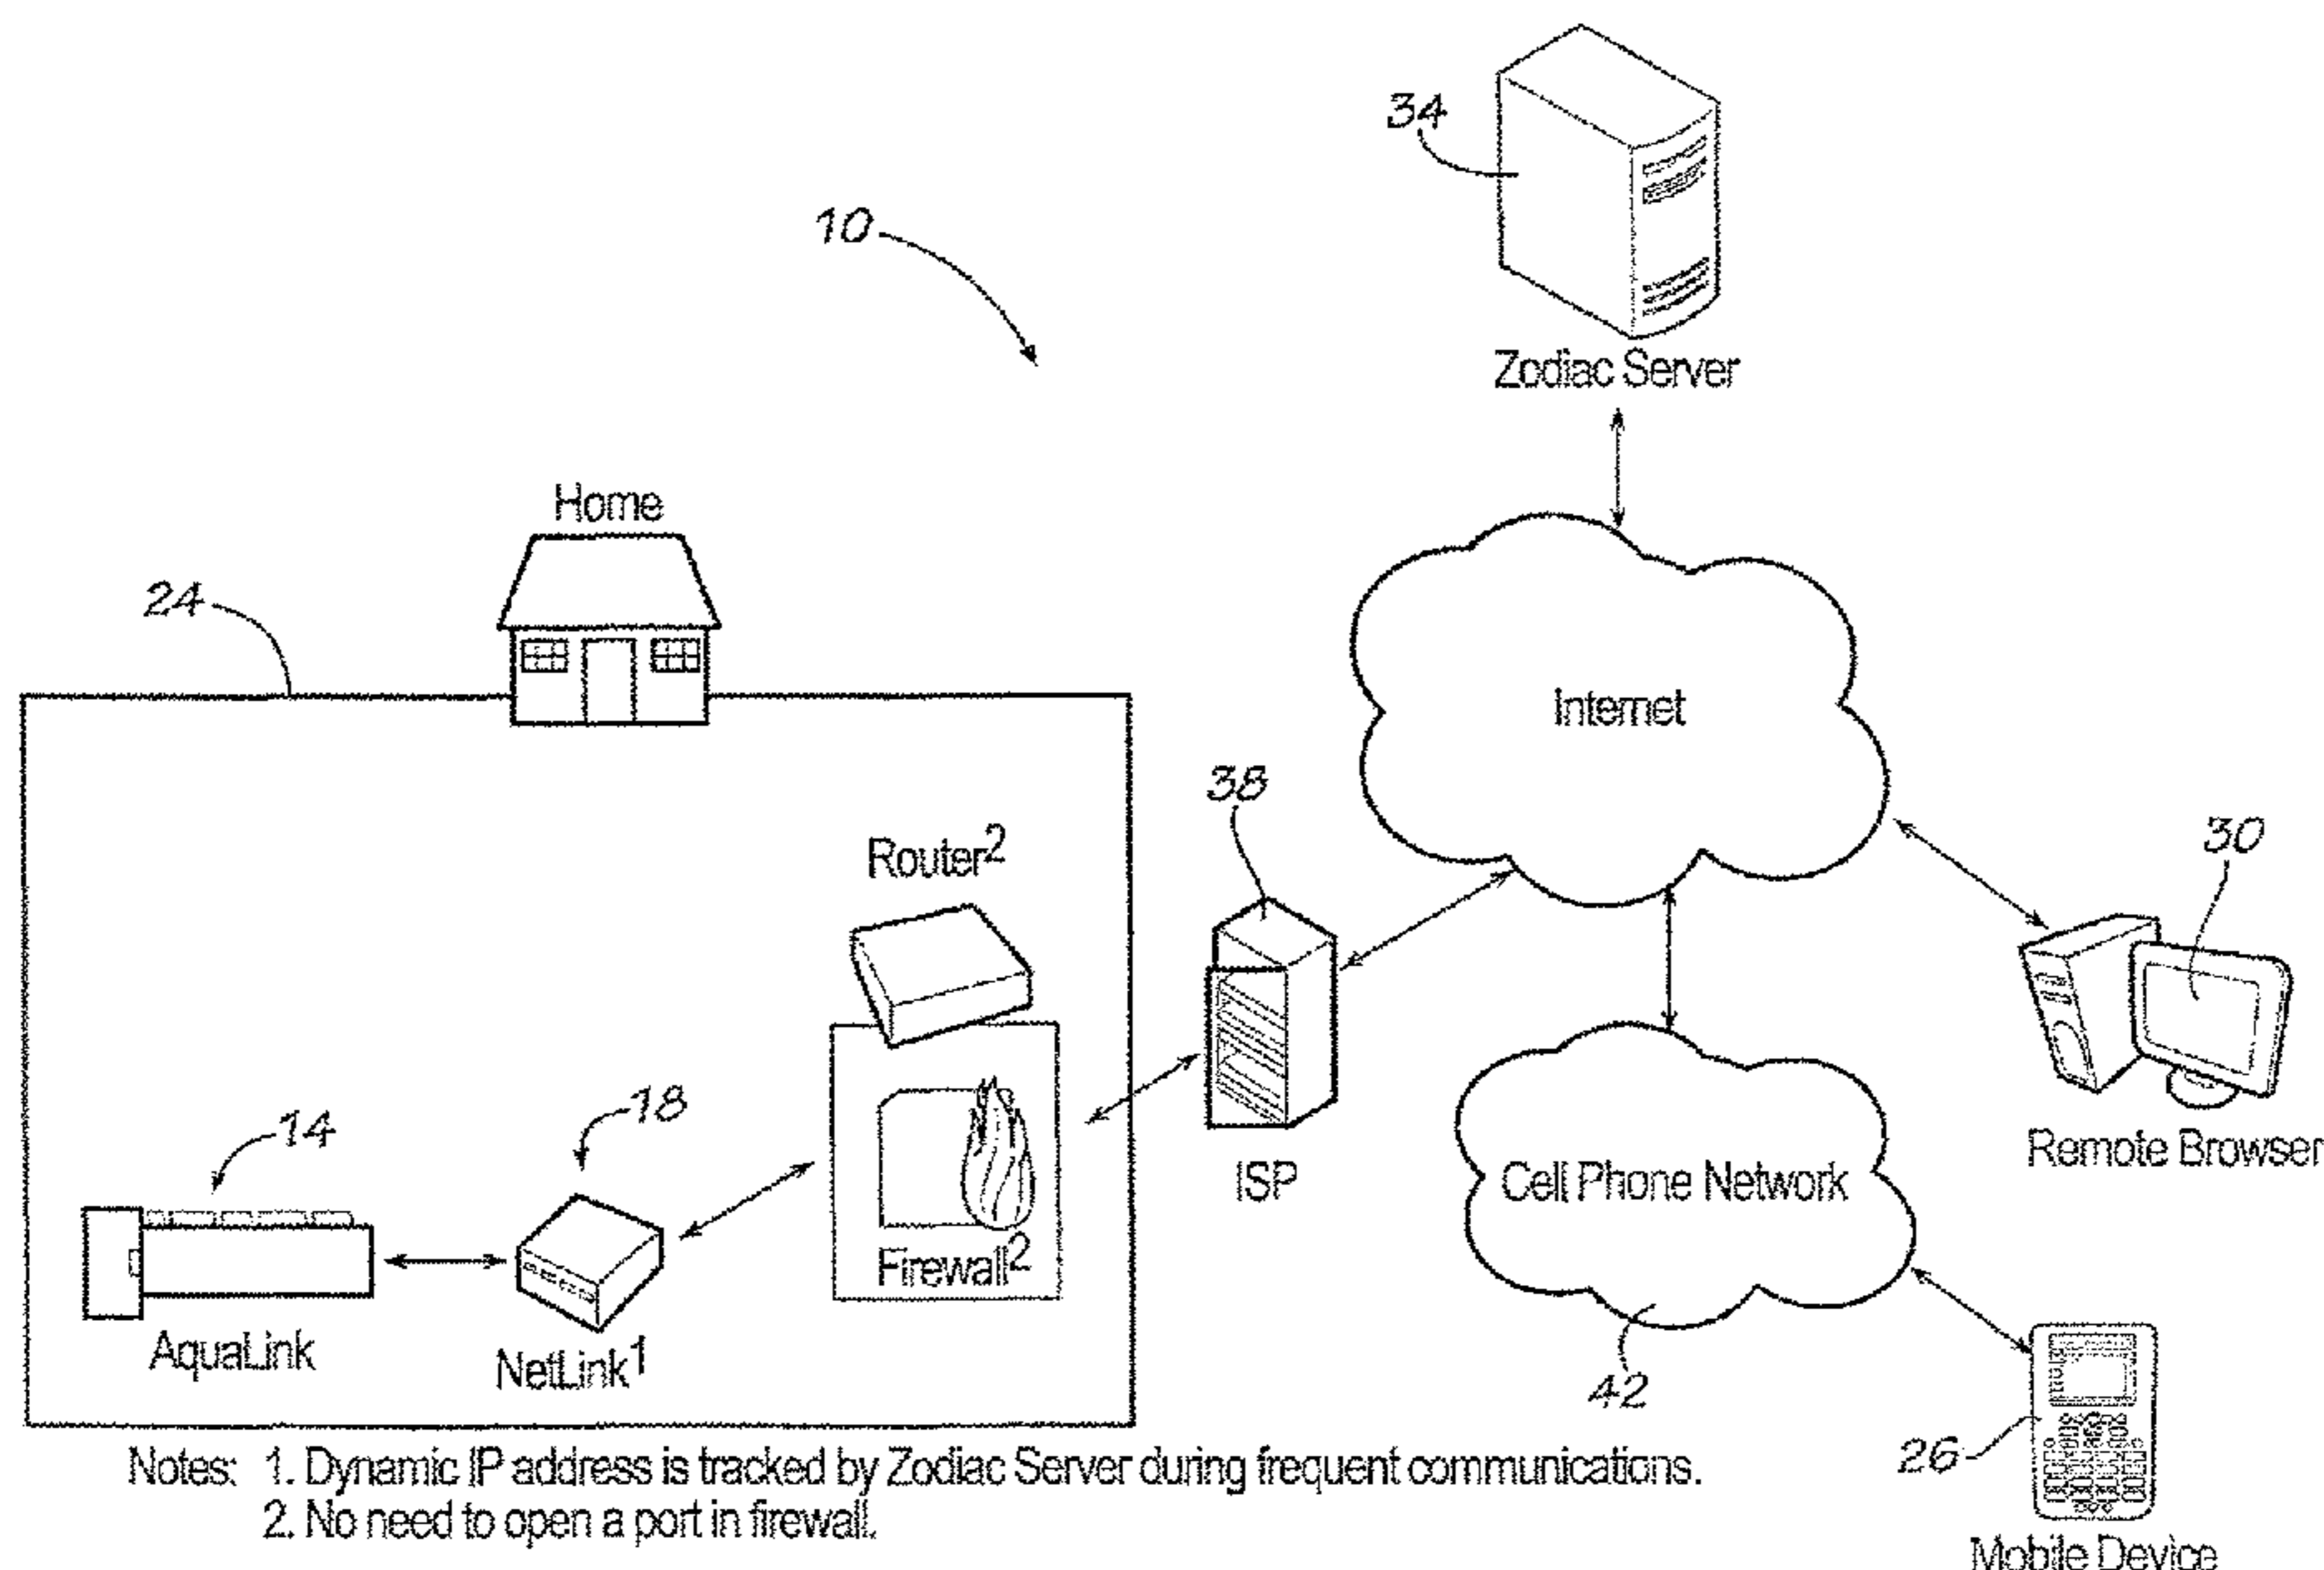 34
10
Zodiac Server
Home
24
Internet
38
30
Router2
18
14
Remote Browser
ISP
Cell Phone Network
Firewall2
AquaLink
NetLink1
42
26
Notes: 1. Dynamic IP address is tracked by Zodiac Server during frequent communications.
2. No need to open a port in firewall.
Mobile Device